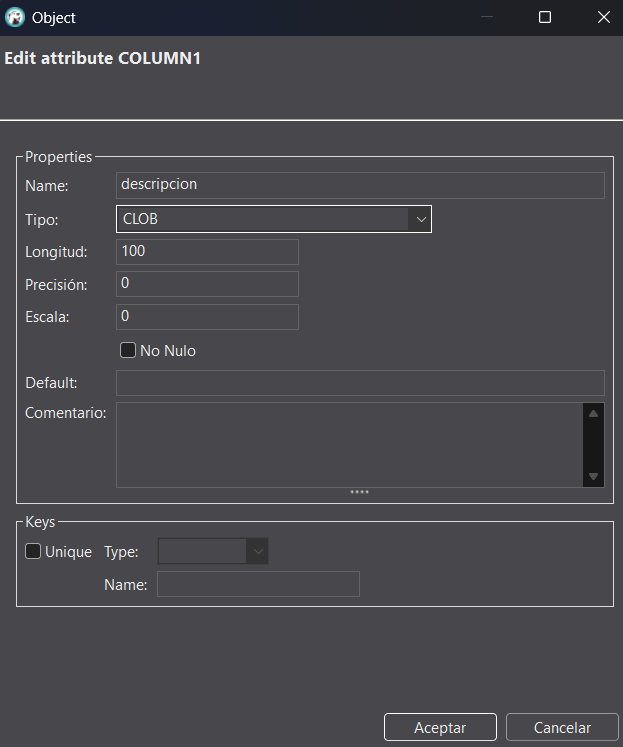 Object
Edit attribute COLUMN1
Properties
Name: descripcion
Tipo: CLOB
Longitud: 100
Precisión: 0
Escala: 0
No Nulo
Default:
Comentario:
Keys
Unique Type:
Name:
Aceptar Cancelar